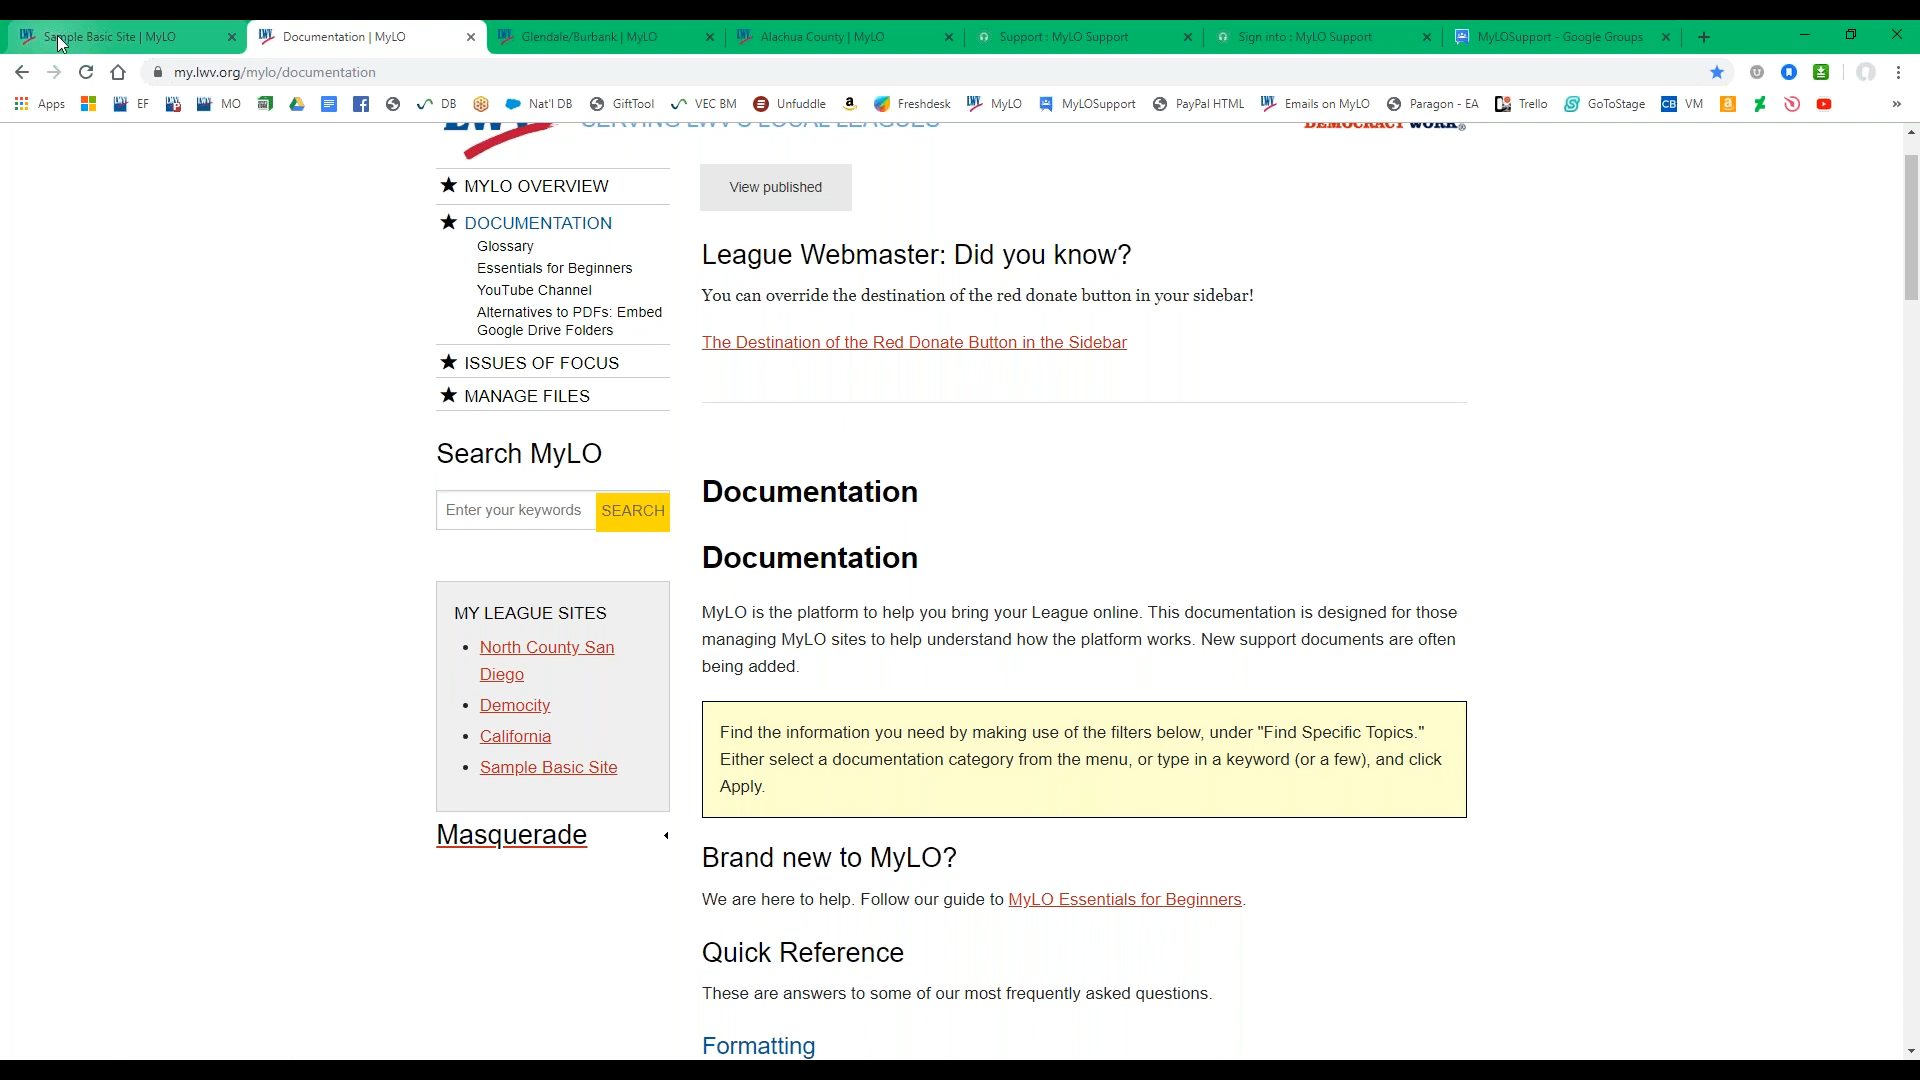 Sample Basic Site | MyLO
Documentation | MyLO
Glendale/Burbank | MyLO
Alachua County | MyLO
Support : MyLO Support
Sign into : MyLO Support
MyLOSupport - Google Groups
my.lwv.org/mylo/documentation
Apps EF MO DB Nat'l DB GiftTool VEC BM Unfuddle Freshdesk MyLO MyLOSupport PayPal HTML Emails on MyLO Paragon - EA Trello GoToStage CB VM
LWV SERVING LWV'S LOCAL LEAGUES DEMOCRACY WORK®
MYLO OVERVIEW
DOCUMENTATION
Glossary
Essentials for Beginners
YouTube Channel
Alternatives to PDFs: Embed
Google Drive Folders
ISSUES OF FOCUS
MANAGE FILES
Search MyLO
Enter your keywords SEARCH
MY LEAGUE SITES
• North County San
Diego
• Democity
• California
• Sample Basic Site
Masquerade
View published
League Webmaster: Did you know?
You can override the destination of the red donate button in your sidebar!
The Destination of the Red Donate Button in the Sidebar
Documentation
Documentation
MyLO is the platform to help you bring your League online. This documentation is designed for those
managing MyLO sites to help understand how the platform works. New support documents are often
being added.
Find the information you need by making use of the filters below, under "Find Specific Topics."
Either select a documentation category from the menu, or type in a keyword (or a few), and click
Apply.
Brand new to MyLO?
We are here to help. Follow our guide to MyLO Essentials for Beginners.
Quick Reference
These are answers to some of our most frequently asked questions.
Formatting